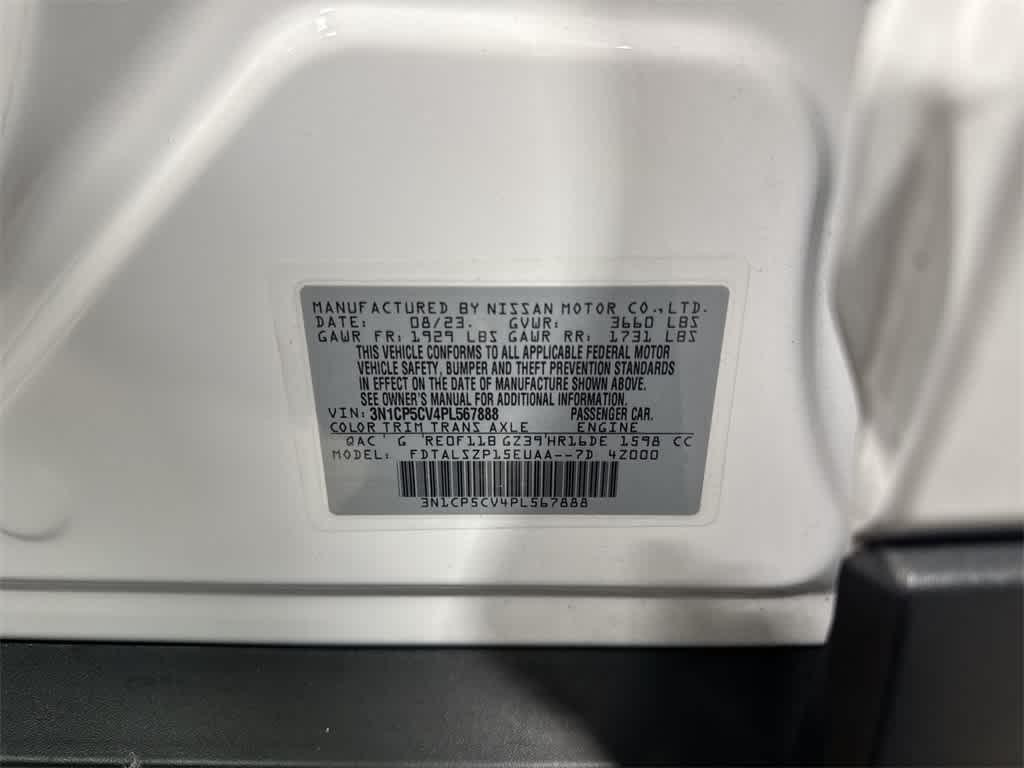 MANUFACTURED BY NISSAN MOTOR CO.,LTD.
DATE: 08/23. GVWR: 3660 LBS
GAWR FR: 1929 LBS GAWR RR: 1731 LBS
THIS VEHICLE CONFORMS TO ALL APPLICABLE FEDERAL MOTOR
VEHICLE SAFETY, BUMPER AND THEFT PREVENTION STANDARDS
IN EFFECT ON THE DATE OF MANUFACTURE SHOWN ABOVE.
SEE OWNER'S MANUAL FOR ADDITIONAL INFORMATION.
VIN: 3N1CP5CV4PL567888 PASSENGER CAR.
COLOR TRIM TRANS AXLE ENGINE
QAC G RE0F11B GZ39 HR16DE 1598 CC
MODEL: FDTALSZP15EUAA--7D 4Z000
3N1CP5CV4PL567888